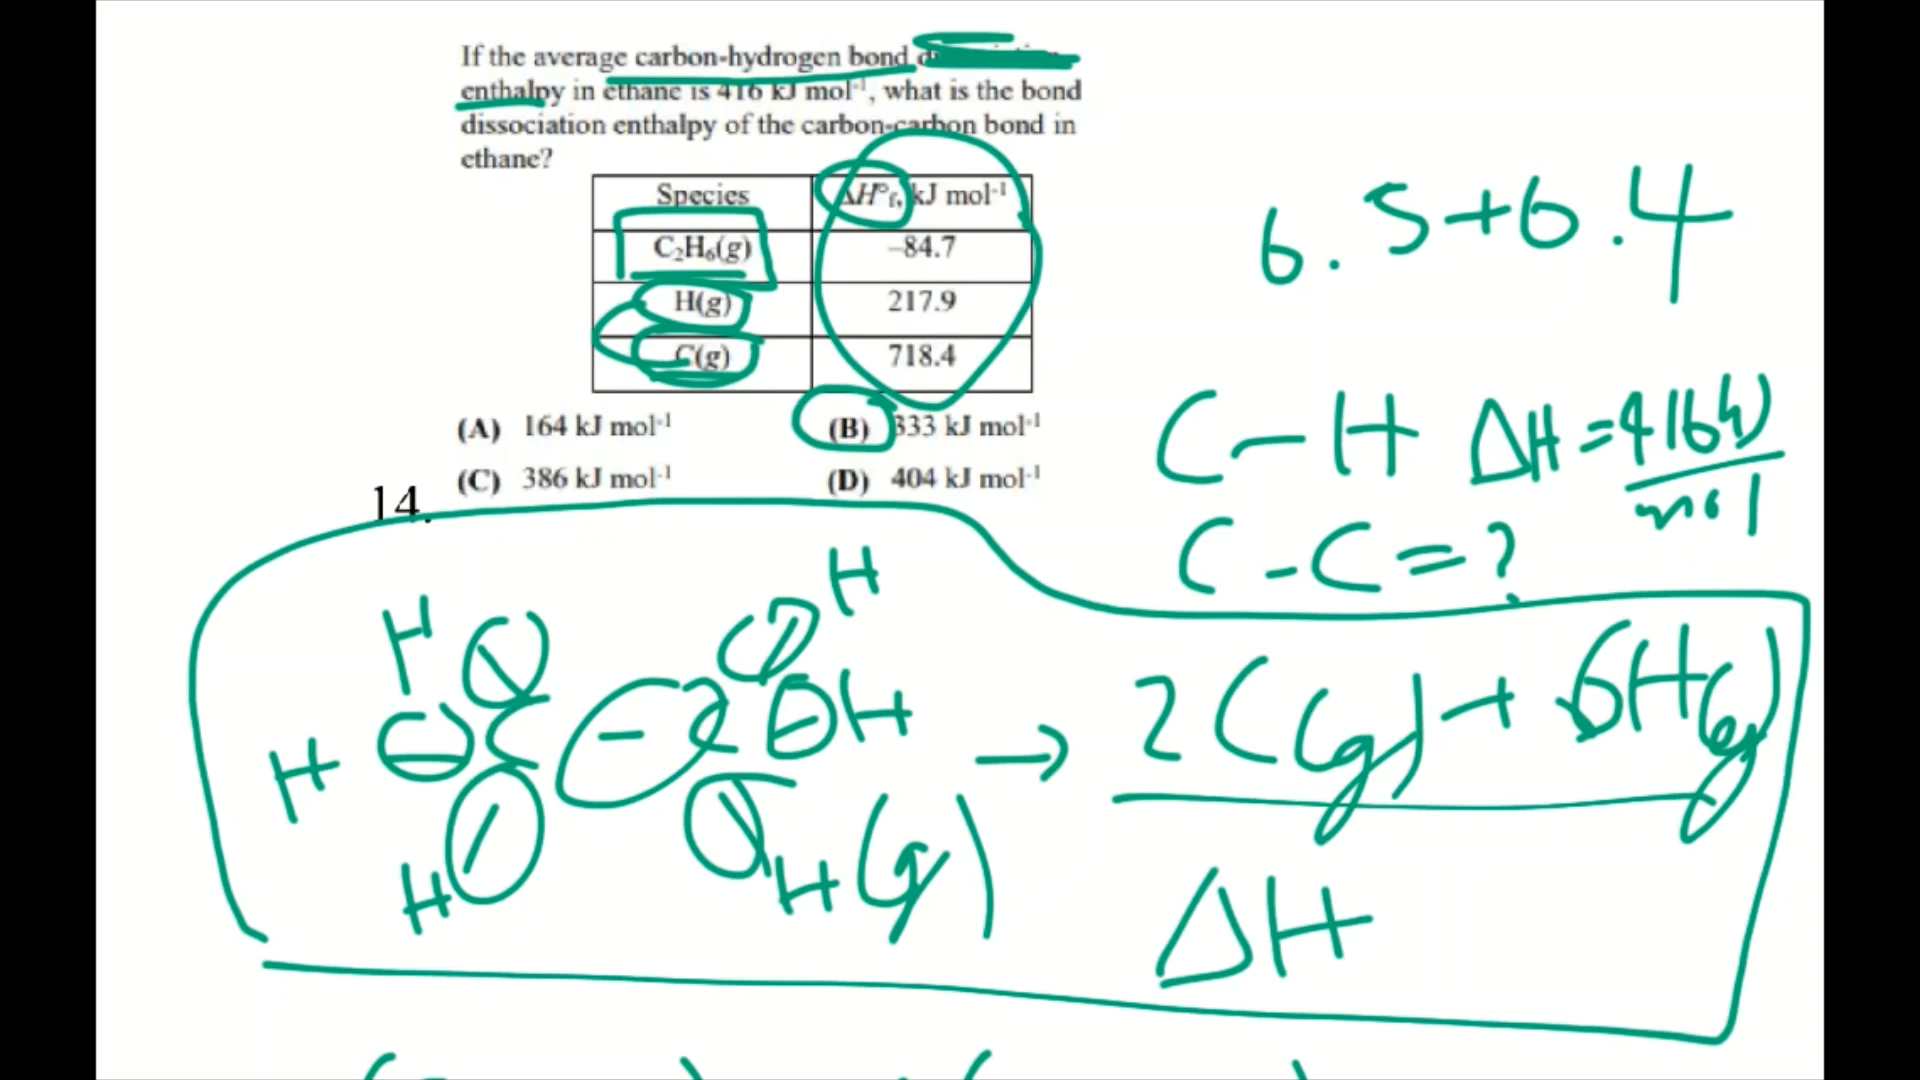 If the average carbon-hydrogen bond
enthalpy in ethane is 416 kJ mol⁻¹, what is the bond
dissociation enthalpy of the carbon-carbon bond in
ethane?
Species ΔH°f, kJ mol⁻¹
C₂H₆(g) –84.7
H(g) 217.9
C(g) 718.4
(A) 164 kJ mol⁻¹ (B) 333 kJ mol⁻¹
(C) 386 kJ mol⁻¹ (D) 404 kJ mol⁻¹
14.
6.5+6.4
C-H ΔH=416 kJ/mol
C-C=?
H H
H C - C H → 2C(g) + 6H(g)
H H (g)
ΔH